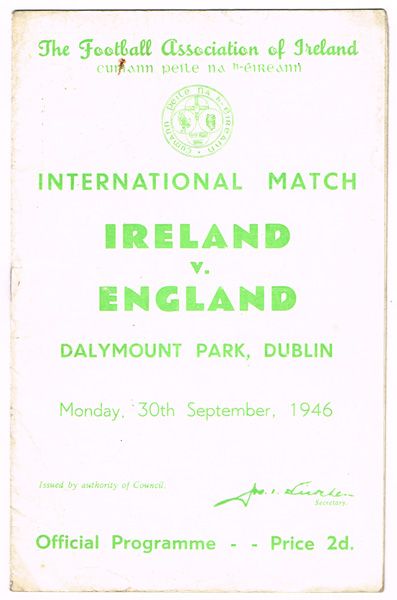 The Football Association of Ireland
cumann peile na h-éireann
INTERNATIONAL MATCH
IRELAND
v.
ENGLAND
DALYMOUNT PARK, DUBLIN
Monday, 30th September, 1946
Issued by authority of Council.
Secretary.
Official Programme - - Price 2d.